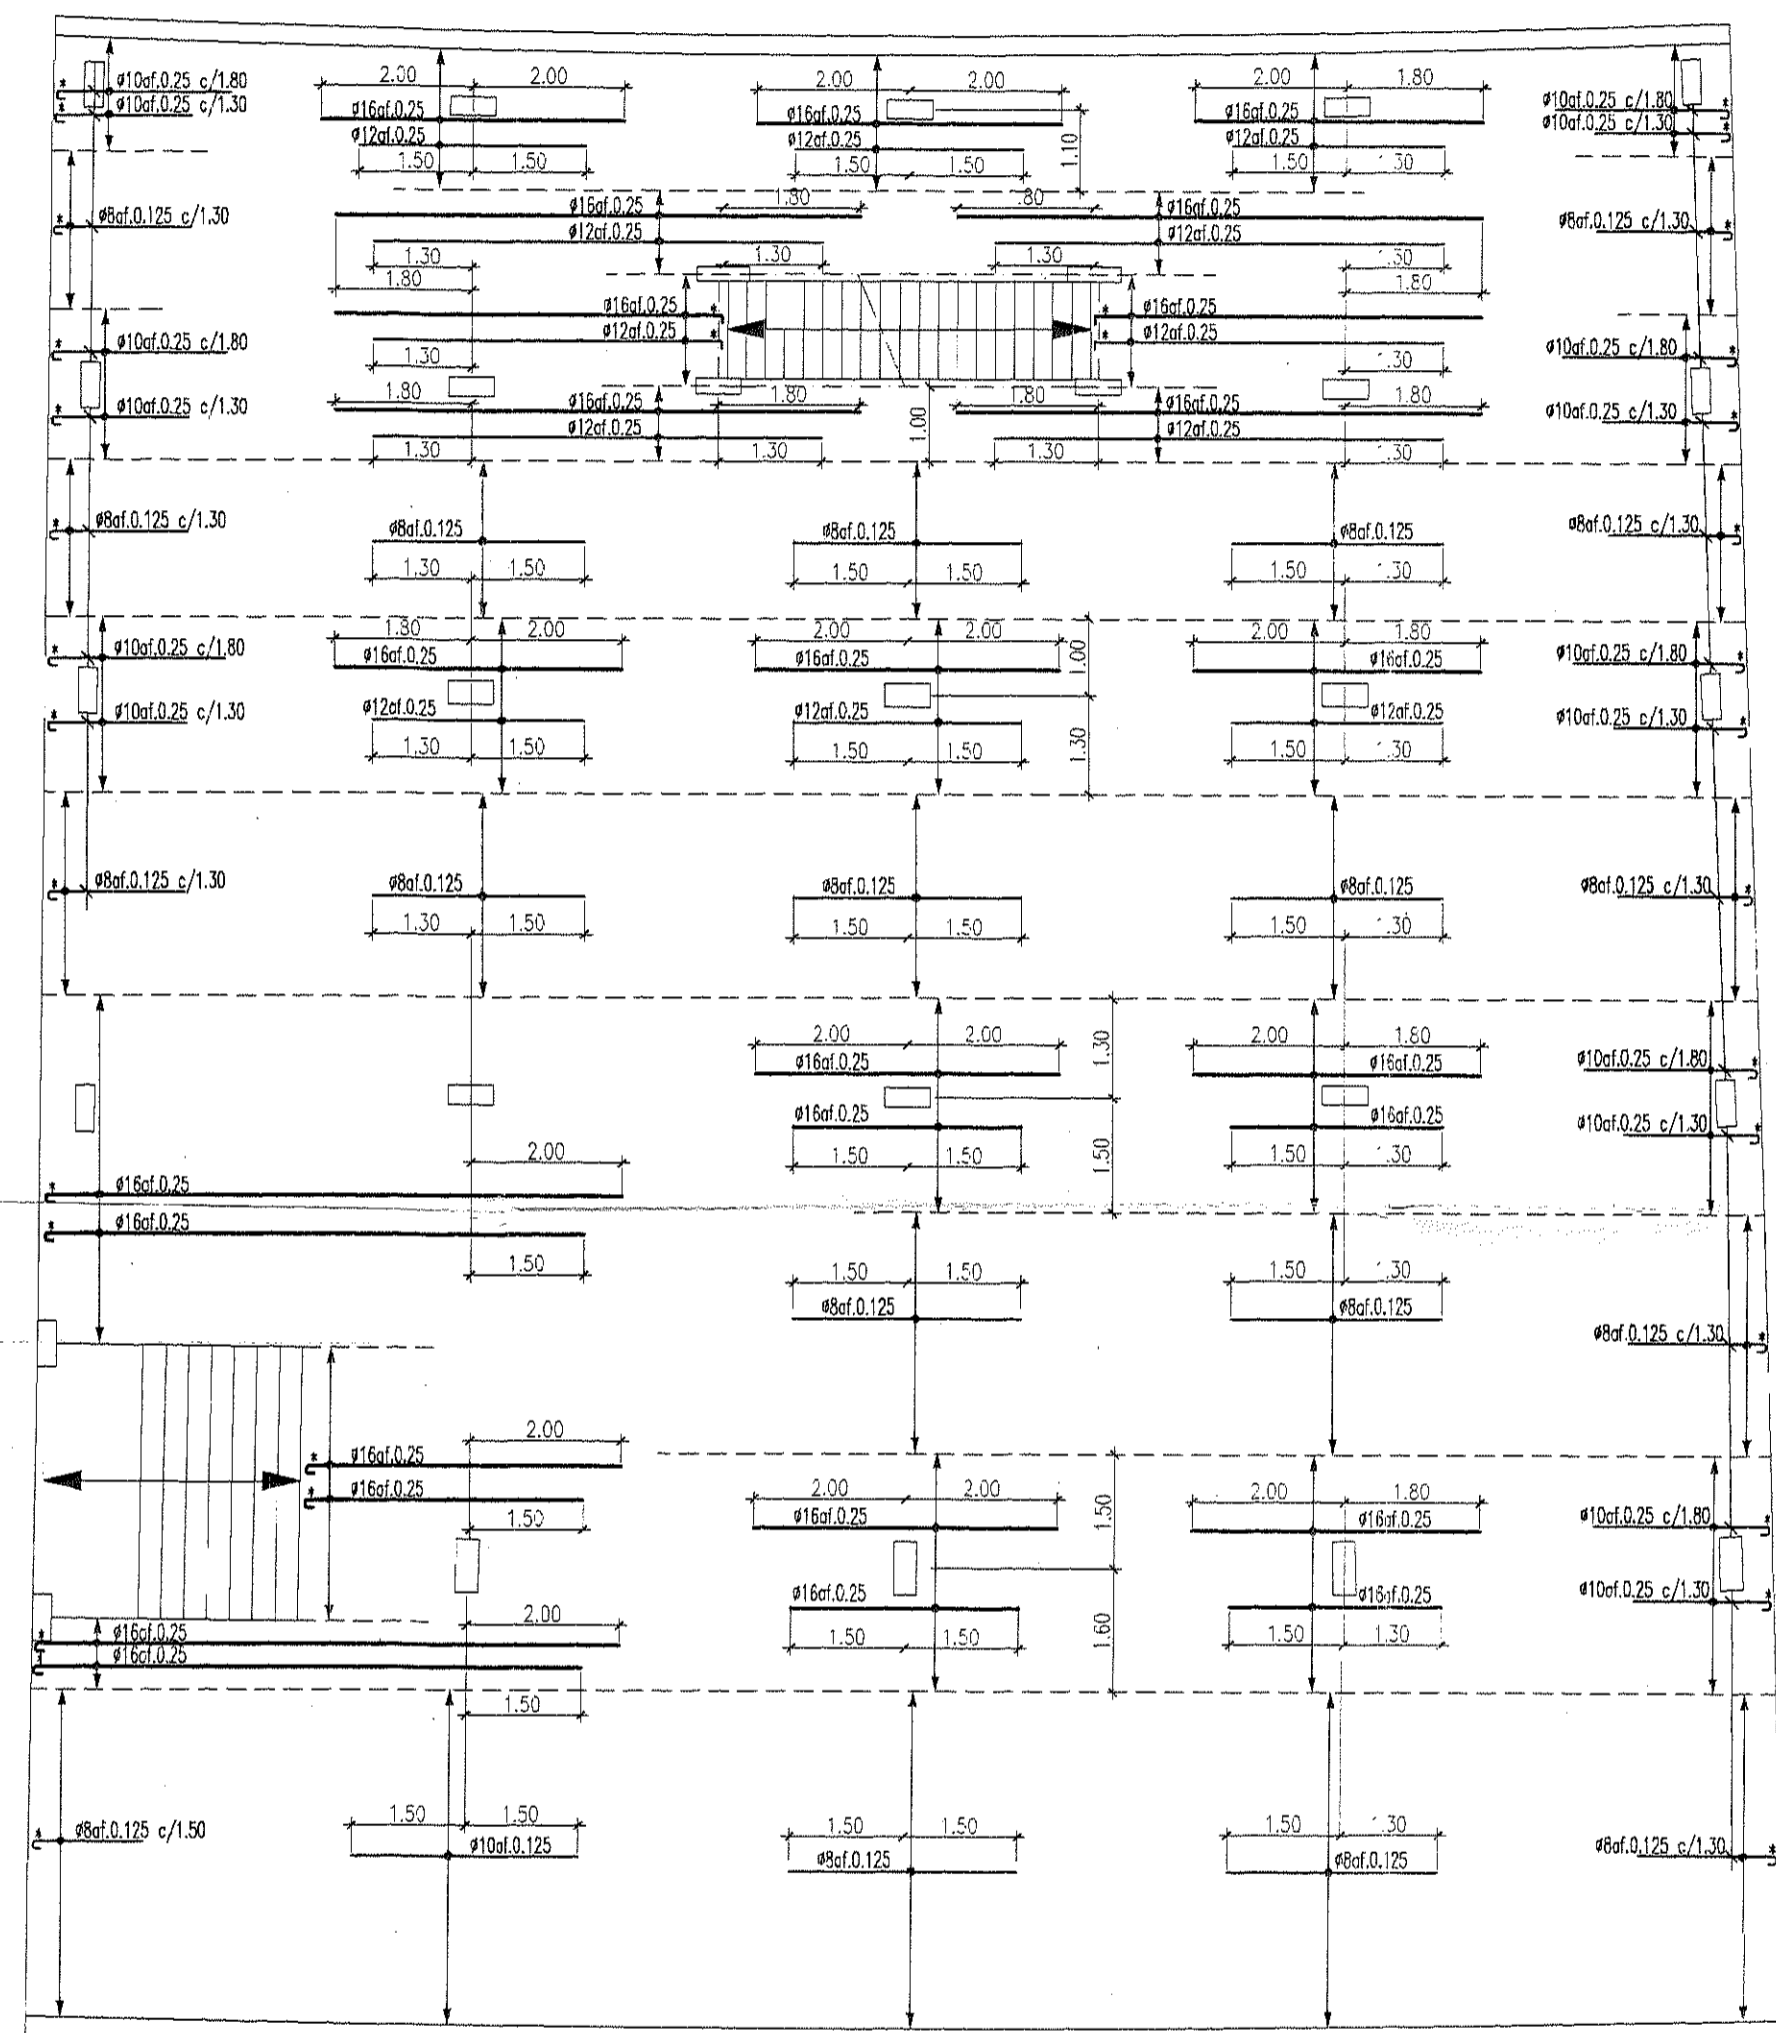 2.00 2.00 2.00 2.00 2.00 1.80
ø10af.0.25 c/1.80 ø16af.0.25 ø16af.0.25 ø16af.0.25 ø10af.0.25 c/1.80
ø10af.0.25 c/1.30 ø12af.0.25 ø12af.0.25 ø12af.0.25 ø10af.0.25 c/1.30
1.50 1.50 1.50 1.50 1.10 1.50 1.30
1.80 .80
ø8af.0.125 c/1.30 ø16af.0.25 ø16af.0.25 ø8af.0.125 c/1.30
ø12af.0.25 ø12af.0.25
1.30 1.30 1.30 1.30
1.80 1.80
ø16af.0.25 ø16af.0.25
ø10af.0.25 c/1.80 ø12af.0.25 ø12af.0.25 ø10af.0.25 c/1.80
1.30 1.30
1.80 1.80 1.80 1.80
ø10af.0.25 c/1.30 ø16af.0.25 1.00 ø16af.0.25 ø10af.0.25 c/1.30
ø12af.0.25 ø12af.0.25
1.30 1.30 1.30 1.30
ø8af.0.125 c/1.30 ø8af.0.125 ø8af.0.125 ø8af.0.125 ø8af.0.125 c/1.30
1.30 1.50 1.50 1.50 1.50 1.30
1.80 2.00 2.00 2.00 1.00 2.00 1.80
ø10af.0.25 c/1.80 ø16af.0.25 ø16af.0.25 ø16af.0.25 ø10af.0.25 c/1.80
ø10af.0.25 c/1.30 ø12af.0.25 ø12af.0.25 ø12af.0.25 ø10af.0.25 c/1.30
1.30 1.50 1.50 1.50 1.30 1.50 1.30
ø8af.0.125 c/1.30 ø8af.0.125 ø8af.0.125 ø8af.0.125 ø8af.0.125 c/1.30
1.30 1.50 1.50 1.50 1.50 1.30
2.00 2.00 1.30 2.00 1.80
ø16af.0.25 ø16af.0.25 ø10af.0.25 c/1.80
ø16af.0.25 ø16af.0.25 ø10af.0.25 c/1.30
2.00 1.50 1.50 1.50 1.50 1.30
ø16af.0.25
ø16af.0.25
1.50 1.50 1.50 1.50 1.30
ø8af.0.125 ø8af.0.125
ø8af.0.125 c/1.30
2.00
ø16af.0.25
ø16af.0.25 2.00 2.00 1.50 2.00 1.80
1.50 ø16af.0.25 ø16af.0.25 ø10af.0.25 c/1.80
ø16af.0.25 ø16af.0.25 ø10af.0.25 c/1.30
2.00
ø16af.0.25 1.50 1.50 1.60 1.50 1.30
ø16af.0.25
1.50
1.50 1.50 1.50 1.50 1.50 1.30
ø8af.0.125 c/1.50 ø10af.0.125 ø8af.0.125 ø8af.0.125 ø8af.0.125 c/1.30